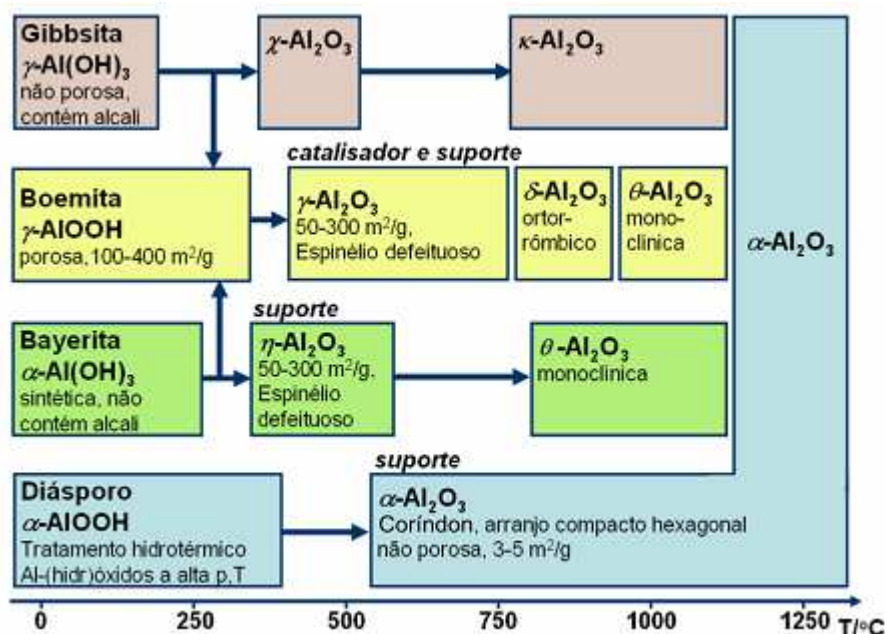 Gibbsita
γ-Al(OH)₃
não porosa,
contém alcali
χ-Al₂O₃
κ-Al₂O₃
catalisador e suporte
Boemita
γ-AlOOH
porosa,100-400 m²/g
γ-Al₂O₃
50-300 m²/g,
Espinélio defeituoso
δ-Al₂O₃
ortor-
rômbico
θ-Al₂O₃
mono-
clinica
α-Al₂O₃
suporte
Bayerita
α-Al(OH)₃
sintética, não
contém alcali
η-Al₂O₃
50-300 m²/g,
Espinélio
defeituoso
θ-Al₂O₃
monoclinica
suporte
Diásporo
α-AlOOH
Tratamento hidrotérmico
Al-(hidr)óxidos a alta p,T
α-Al₂O₃
Coríndon, arranjo compacto hexagonal
não porosa, 3-5 m²/g
0 250 500 750 1000 1250 T/°C